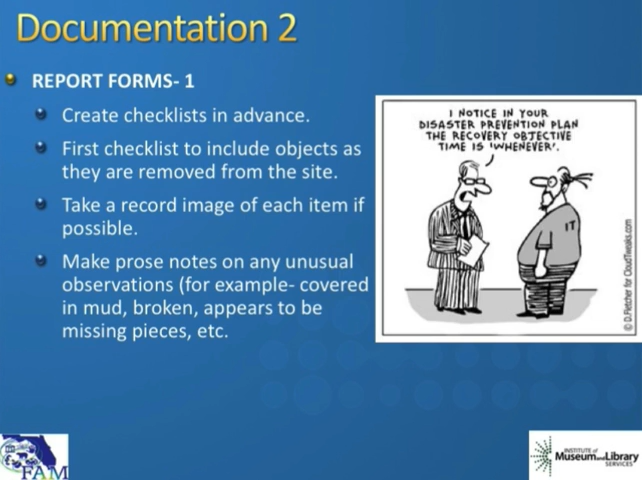 Documentation 2
REPORT FORMS- 1
Create checklists in advance.
First checklist to include objects as
they are removed from the site.
Take a record image of each item if
possible.
Make prose notes on any unusual
observations (for example- covered
in mud, broken, appears to be
missing pieces, etc.
I NOTICE IN YOUR
DISASTER PREVENTION PLAN
THE RECOVERY OBJECTIVE
TIME IS 'WHENEVER'.
IT
© D.Fletcher for CloudTweaks.com
FAM
INSTITUTE of
Museum and Library
SERVICES